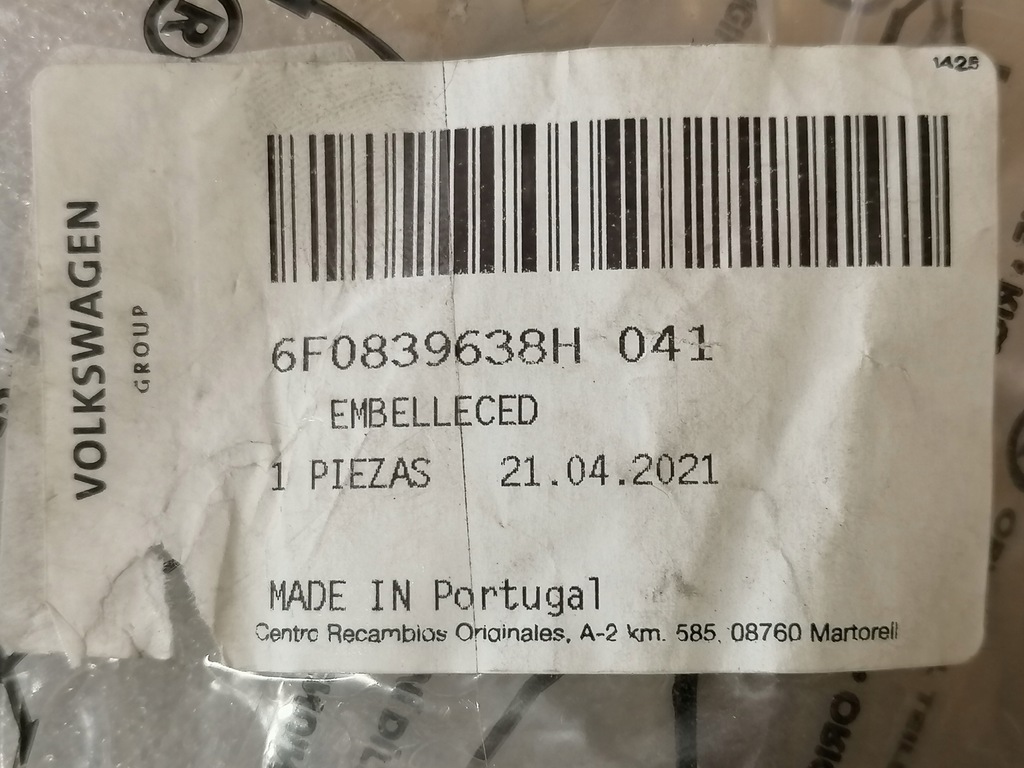 ®
1425
VOLKSWAGEN
GROUP
6F0839638H 041
EMBELLECED
1 PIEZAS 21.04.2021
MADE IN Portugal
Centro Recambios Originales, A-2 km. 585, 08760 Martorell